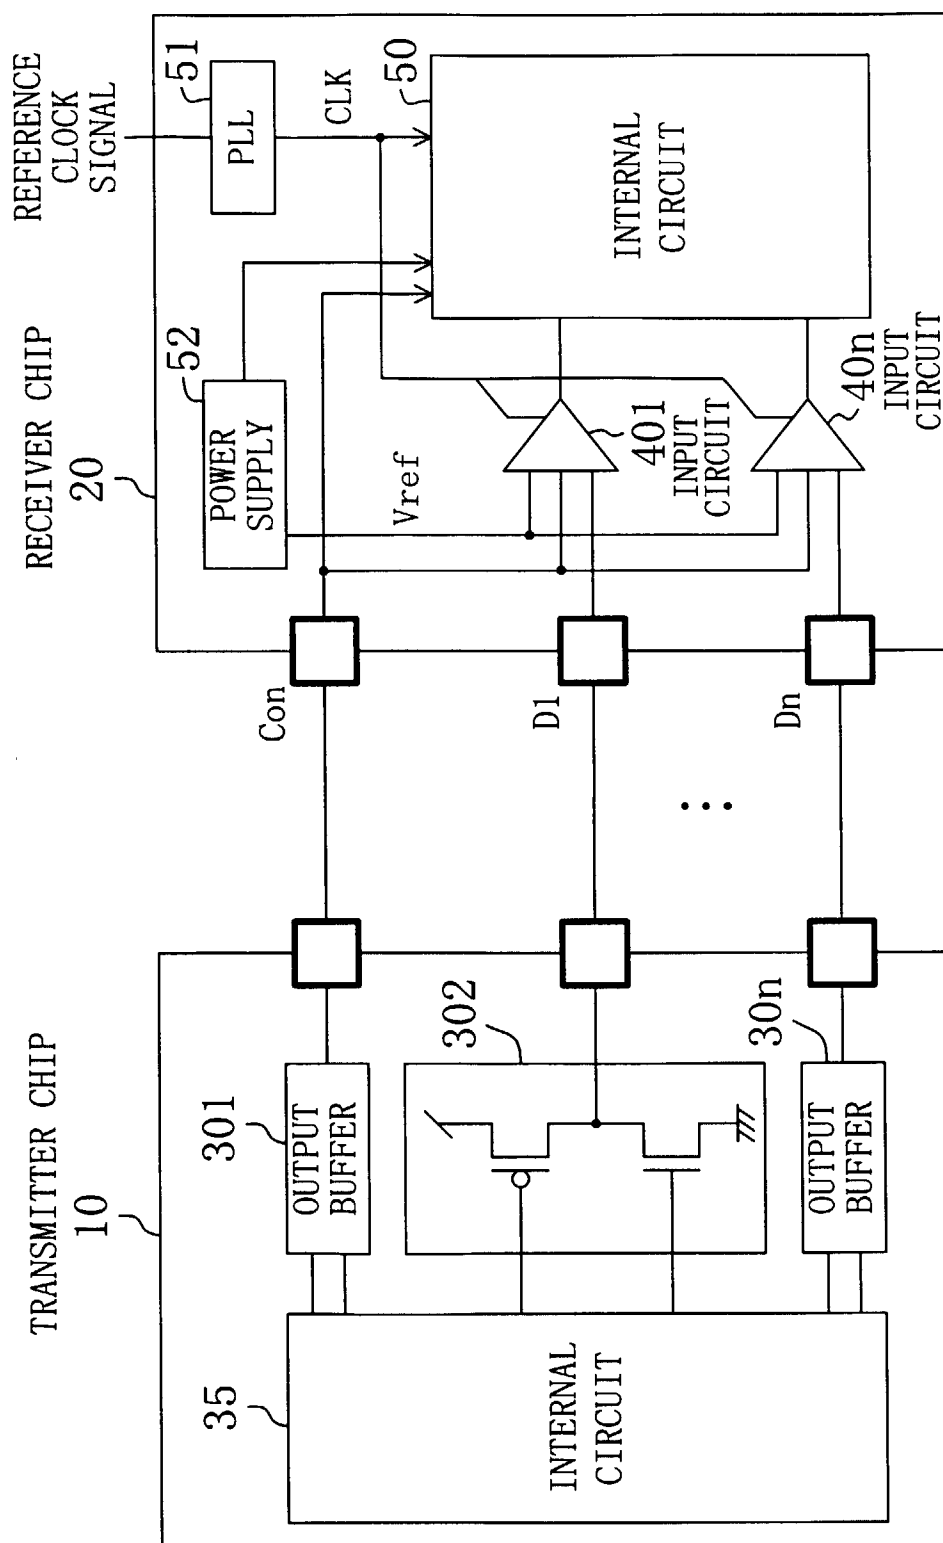 TRANSMITTER CHIP
10
35
INTERNAL
CIRCUIT
301
OUTPUT
BUFFER
302
30n
OUTPUT
BUFFER
Con
D1
Dn
RECEIVER CHIP
20
REFERENCE
CLOCK
SIGNAL
51
PLL
CLK
52
POWER
SUPPLY
Vref
50
INTERNAL
CIRCUIT
401
INPUT
CIRCUIT
40n
INPUT
CIRCUIT